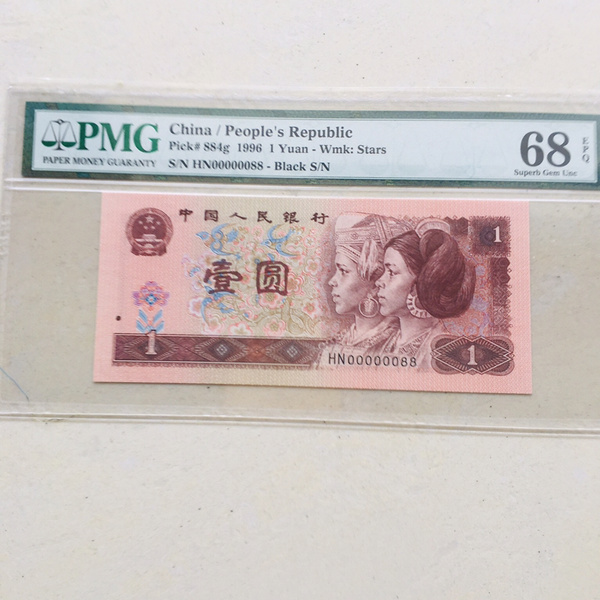 PMG
PAPER MONEY GUARANTY
China / People's Republic
Pick# 884g 1996 1 Yuan - Wmk: Stars
S/N HN00000088 - Black S/N
68
EPQ
Superb Gem Unc
中国人民银行
壹圆
1
1
HN00000088
1